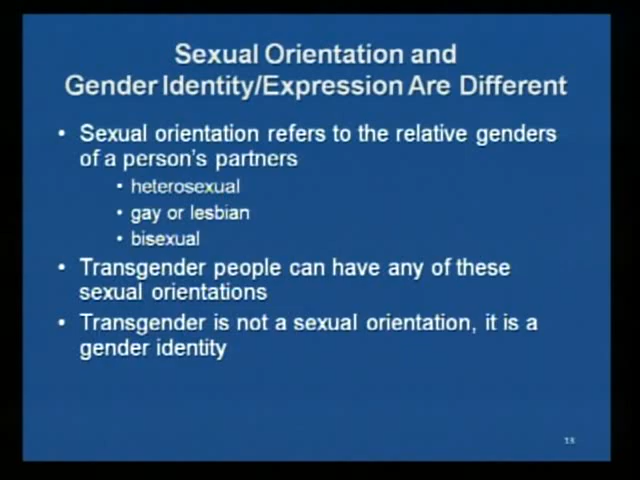 Sexual Orientation and
Gender Identity/Expression Are Different
• Sexual orientation refers to the relative genders
of a person's partners
• heterosexual
• gay or lesbian
• bisexual
• Transgender people can have any of these
sexual orientations
• Transgender is not a sexual orientation, it is a
gender identity